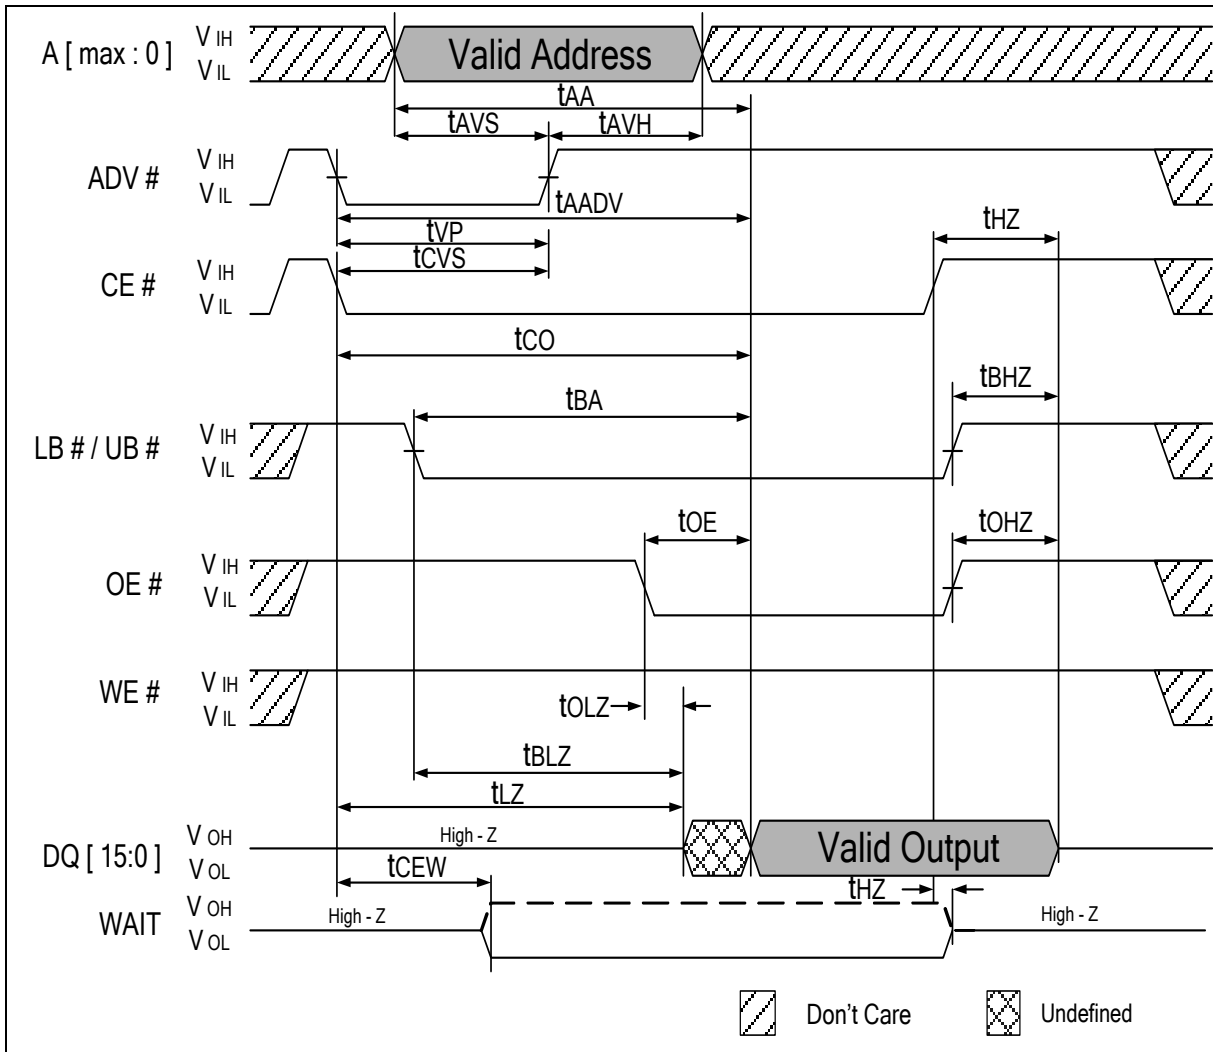 A [ max : 0 ]
V IH
V IL
Valid Address
tAA
tAVS
tAVH
ADV #
V IH
V IL
tAADV
tVP
tCVS
tHZ
CE #
V IH
V IL
tCO
tBHZ
tBA
LB # / UB #
V IH
V IL
tOE
tOHZ
OE #
V IH
V IL
WE #
V IH
V IL
tOLZ
tBLZ
tLZ
DQ [ 15:0 ]
V OH
V OL
High - Z
Valid Output
tCEW
tHZ
WAIT
V OH
V OL
High - Z
High - Z
Don't Care
Undefined